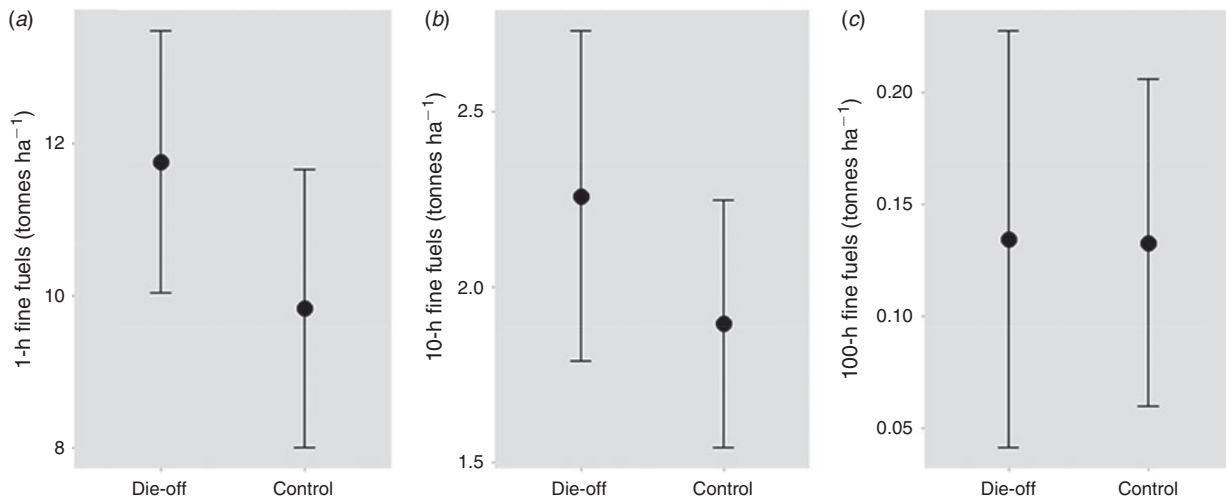 (a)
1-h fine fuels (tonnes ha−1)
12
10
8
Die-off Control
(b)
10-h fine fuels (tonnes ha−1)
2.5
2.0
1.5
Die-off Control
(c)
100-h fine fuels (tonnes ha−1)
0.20
0.15
0.10
0.05
Die-off Control